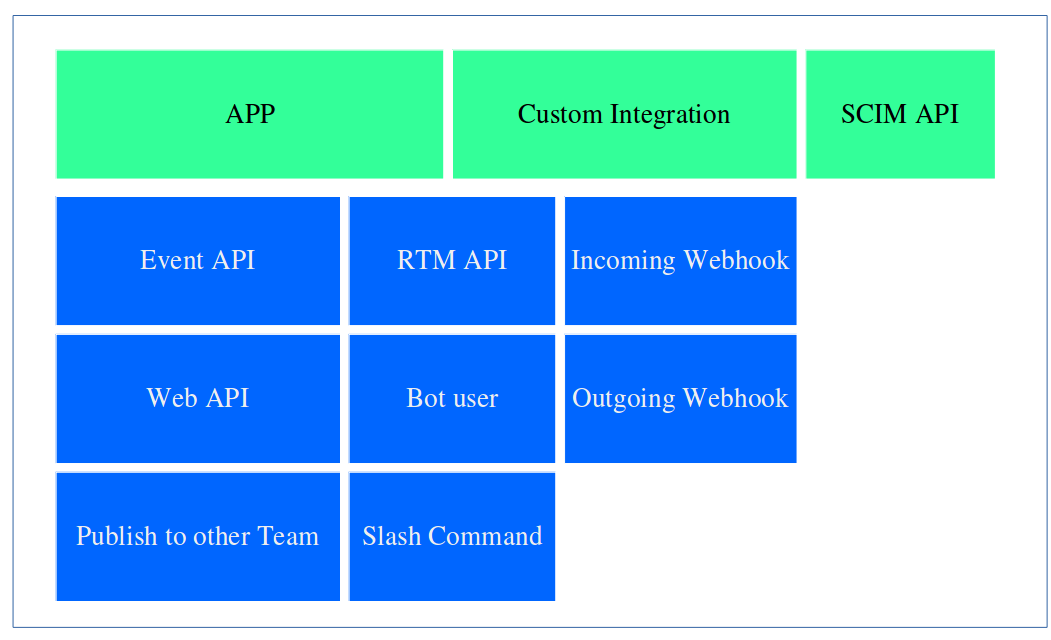 APP
Custom Integration
SCIM API
Event API
RTM API
Incoming Webhook
Web API
Bot user
Outgoing Webhook
Publish to other Team
Slash Command